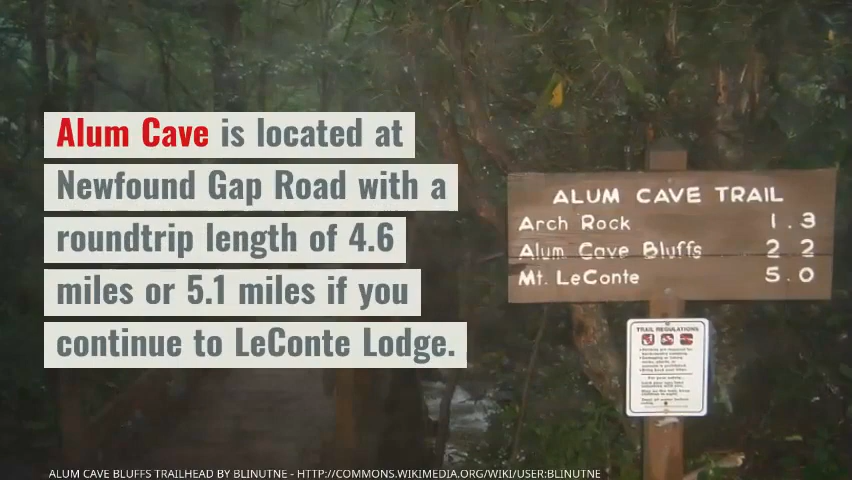 Alum Cave is located at
Newfound Gap Road with a
roundtrip length of 4.6
miles or 5.1 miles if you
continue to LeConte Lodge.
ALUM CAVE TRAIL
Arch Rock 1.3
Alum Cave Bluffs 2 2
Mt. LeConte 5.0
TRAIL REGULATIONS
ALUM CAVE BLUFFS TRAILHEAD BY BLINUTNE - HTTP://COMMONS.WIKIMEDIA.ORG/WIKI/USER:BLINUTNE